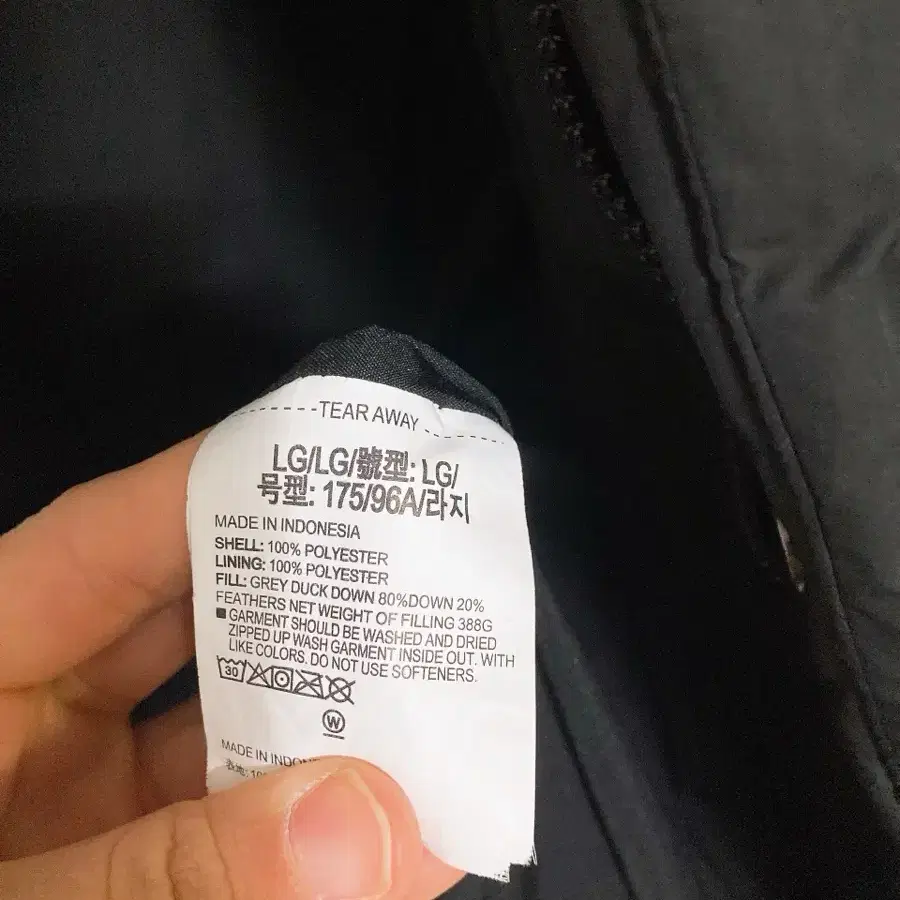 TEAR AWAY
LG/LG/號型: LG/
号型: 175/96A/라지
MADE IN INDONESIA
SHELL: 100% POLYESTER
LINING: 100% POLYESTER
FILL: GREY DUCK DOWN 80%DOWN 20%
FEATHERS NET WEIGHT OF FILLING 388G
GARMENT SHOULD BE WASHED AND DRIED
ZIPPED UP WASH GARMENT INSIDE OUT. WITH
LIKE COLORS. DO NOT USE SOFTENERS.
30
W
MADE IN
表地: